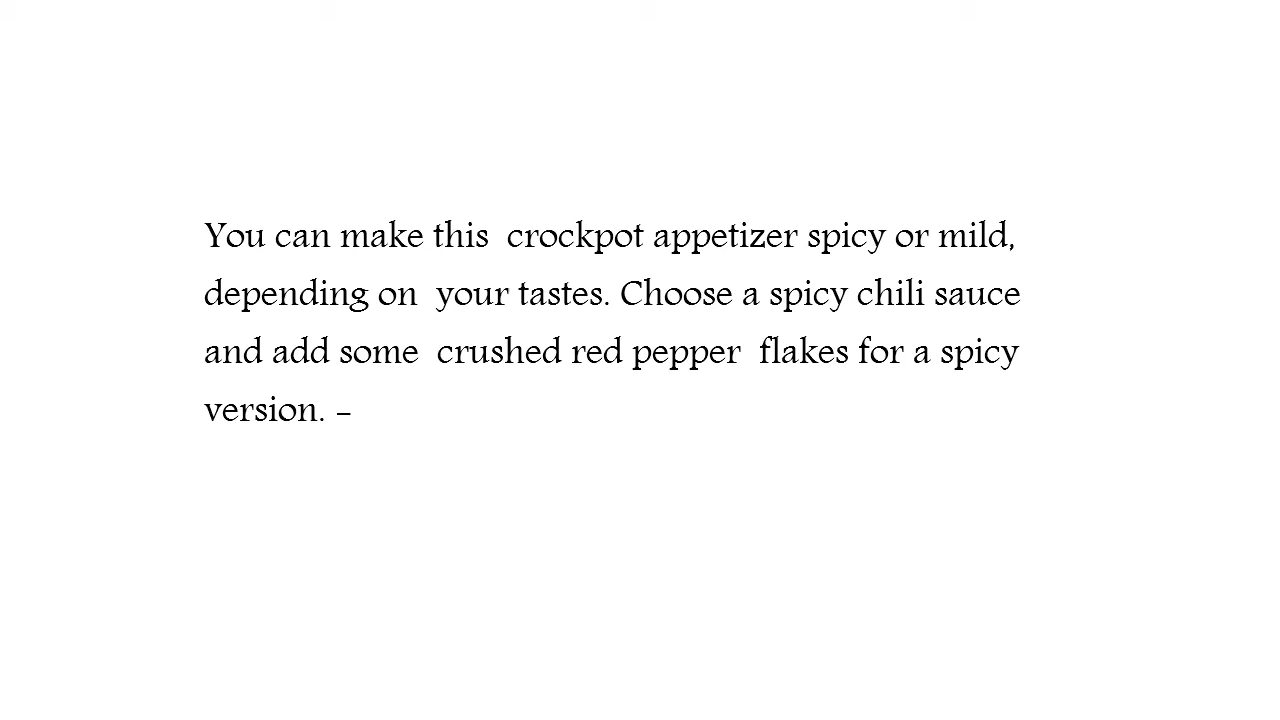 You can make this  crockpot appetizer spicy or mild,
depending on  your tastes. Choose a spicy chili sauce
and add some  crushed red pepper  flakes for a spicy
version. -